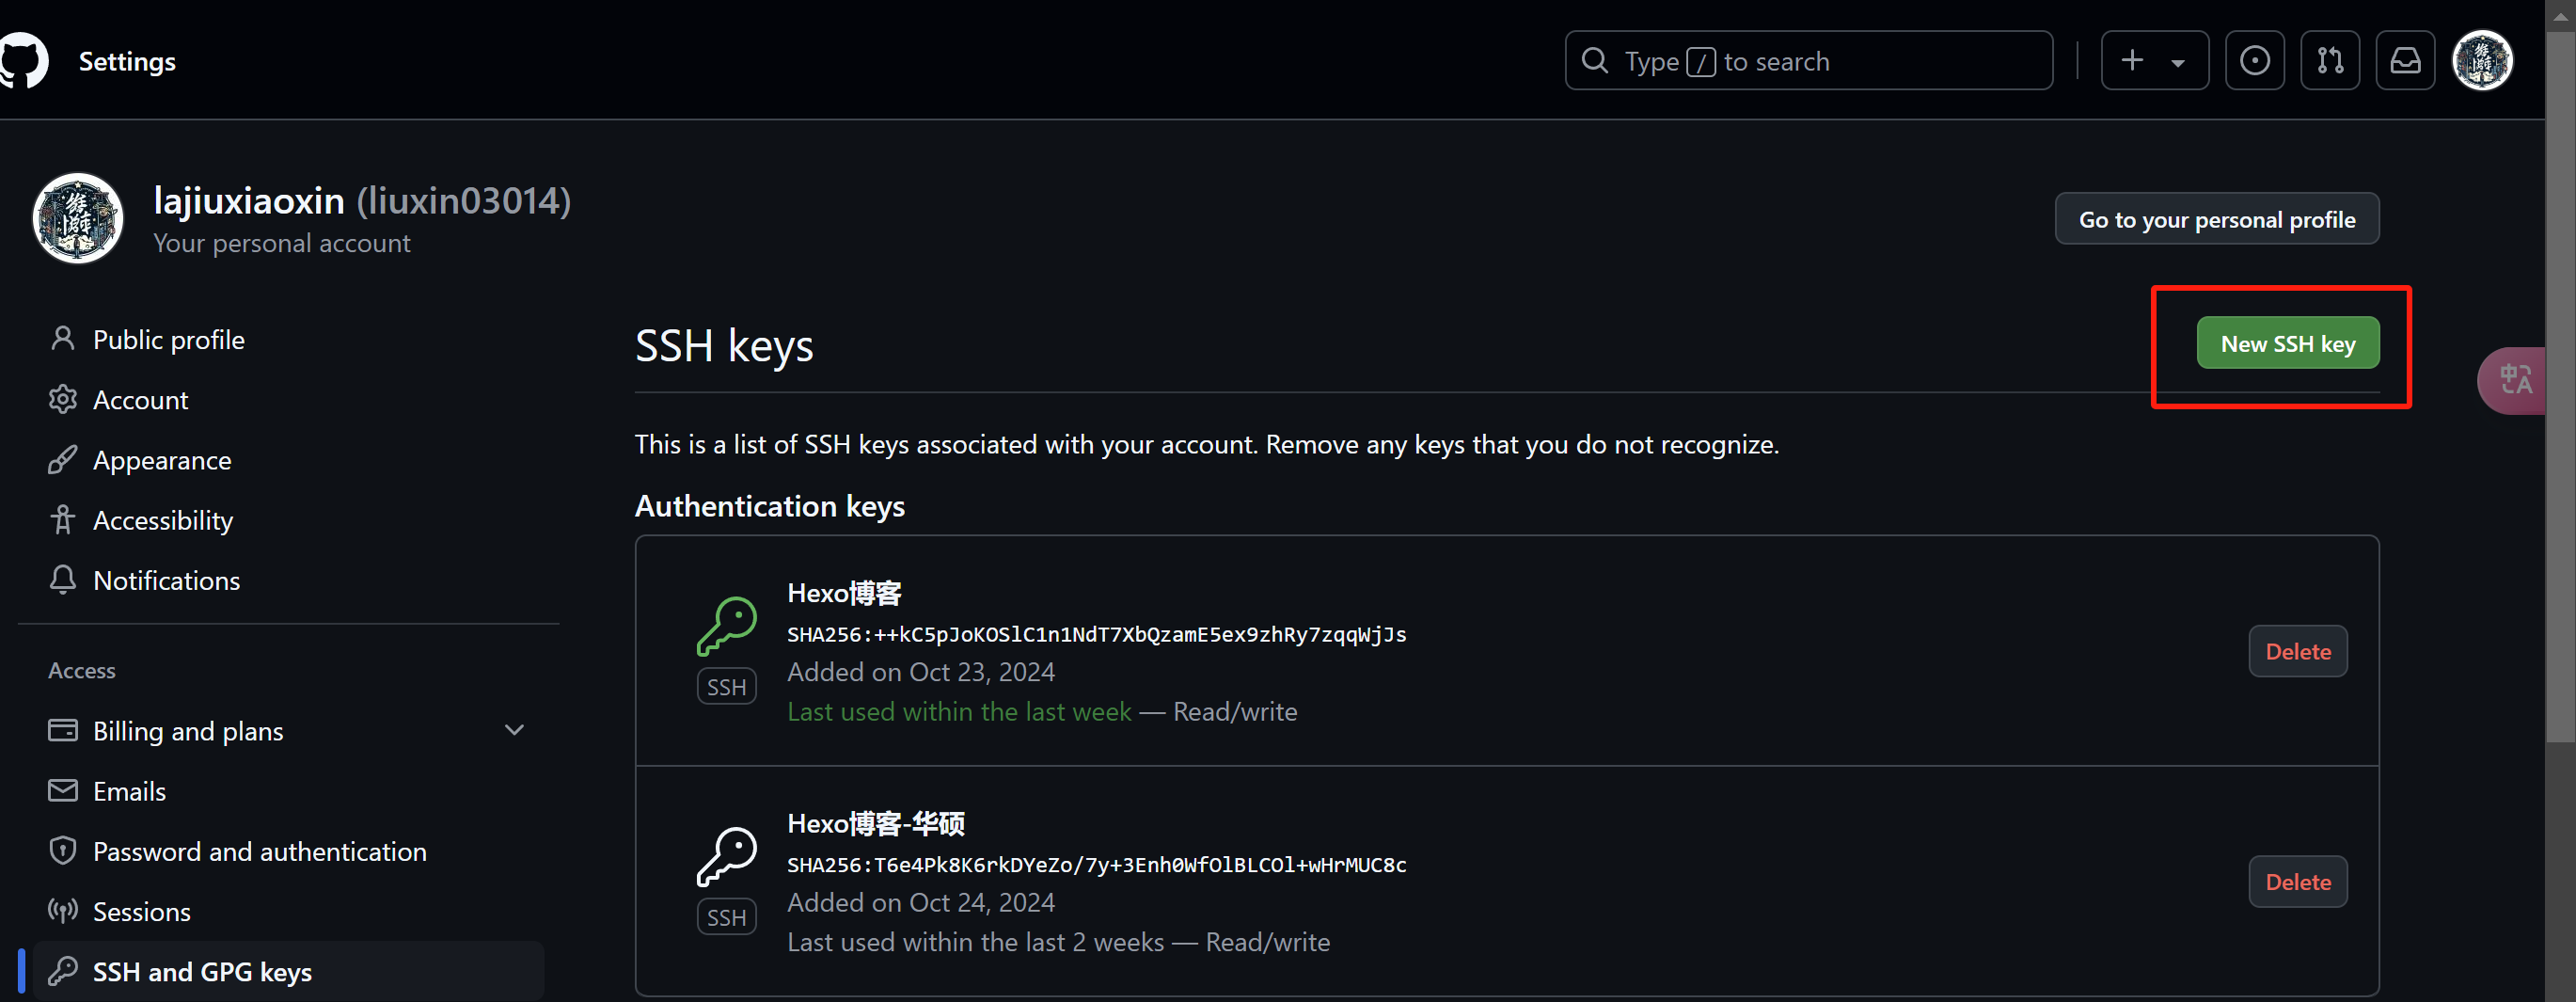 Settings
Type / to search
lajiuxiaoxin (liuxin03014)
Your personal account
Go to your personal profile
Public profile
Account
Appearance
Accessibility
Notifications
Access
Billing and plans
Emails
Password and authentication
Sessions
SSH and GPG keys
SSH keys
New SSH key
This is a list of SSH keys associated with your account. Remove any keys that you do not recognize.
Authentication keys
Hexo博客
SHA256:++kC5pJoKOSlC1n1NdT7XbQzamE5ex9zhRy7zqqWjJs
Added on Oct 23, 2024
Last used within the last week — Read/write
SSH
Delete
Hexo博客-华硕
SHA256:T6e4Pk8K6rkDYeZo/7y+3Enh0WfOlBLCOl+wHrMUC8c
Added on Oct 24, 2024
Last used within the last 2 weeks — Read/write
SSH
Delete
中A